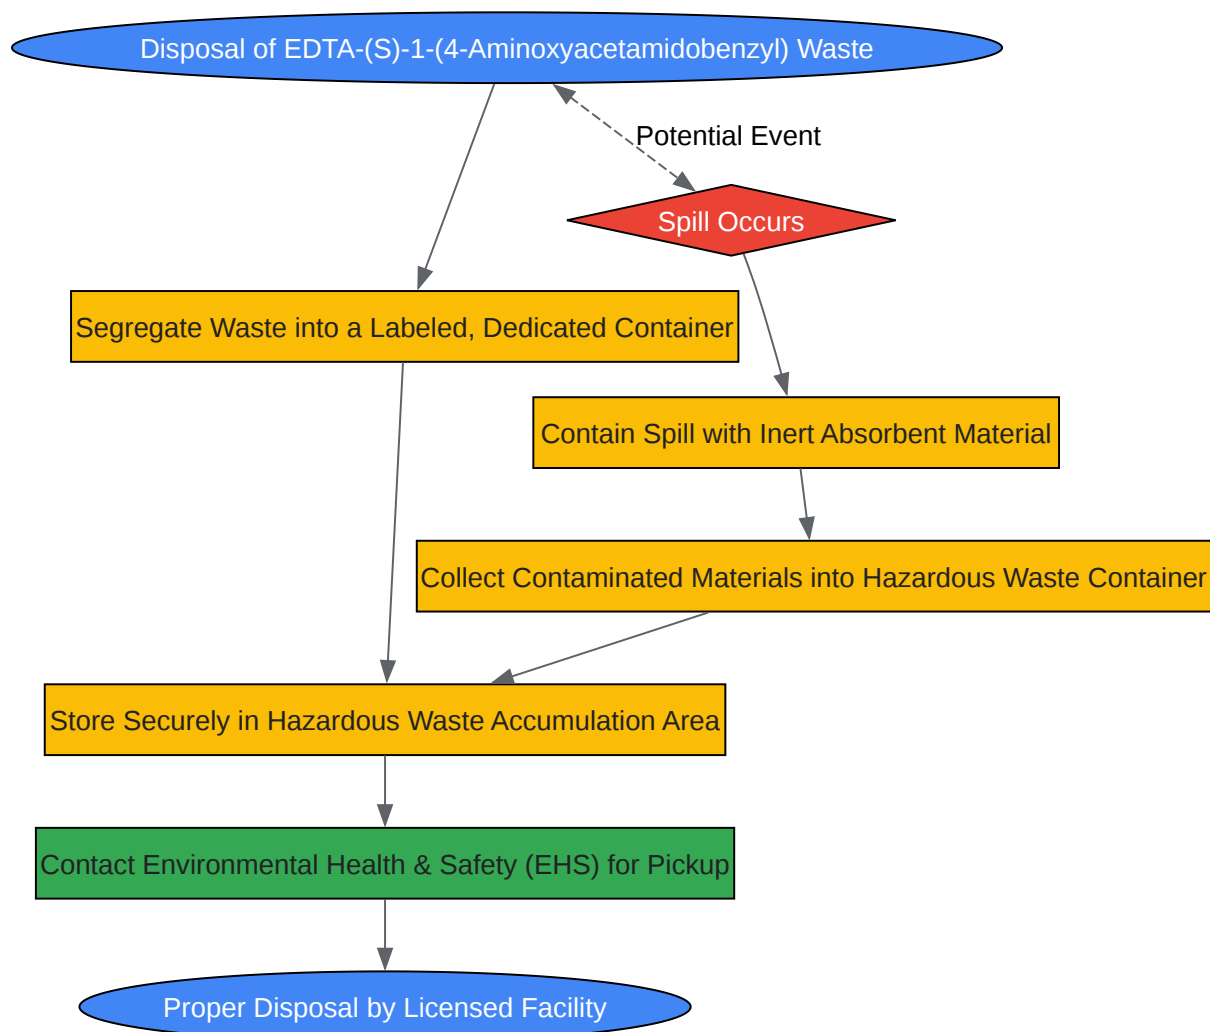 Disposal of EDTA-(S)-1-(4-Aminoxyacetamidobenzyl) Waste
Potential Event
Spill Occurs
Segregate Waste into a Labeled, Dedicated Container
Contain Spill with Inert Absorbent Material
Collect Contaminated Materials into Hazardous Waste Container
Store Securely in Hazardous Waste Accumulation Area
Contact Environmental Health & Safety (EHS) for Pickup
Proper Disposal by Licensed Facility